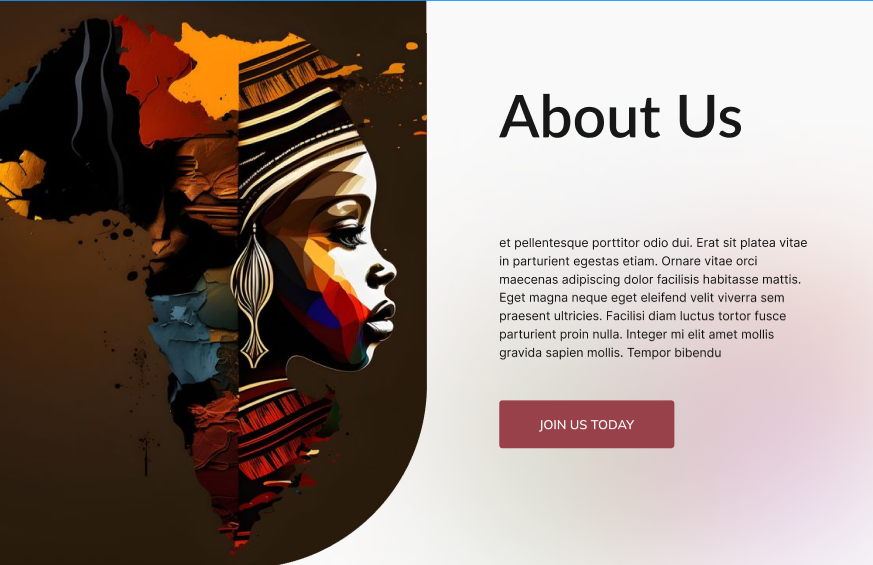 About Us
et pellentesque porttitor odio dui. Erat sit platea vitae
in parturient egestas etiam. Ornare vitae orci
maecenas adipiscing dolor facilisis habitasse mattis.
Eget magna neque eget eleifend velit viverra sem
praesent ultricies. Facilisi diam luctus tortor fusce
parturient proin nulla. Integer mi elit amet mollis
gravida sapien mollis. Tempor bibendu
JOIN US TODAY